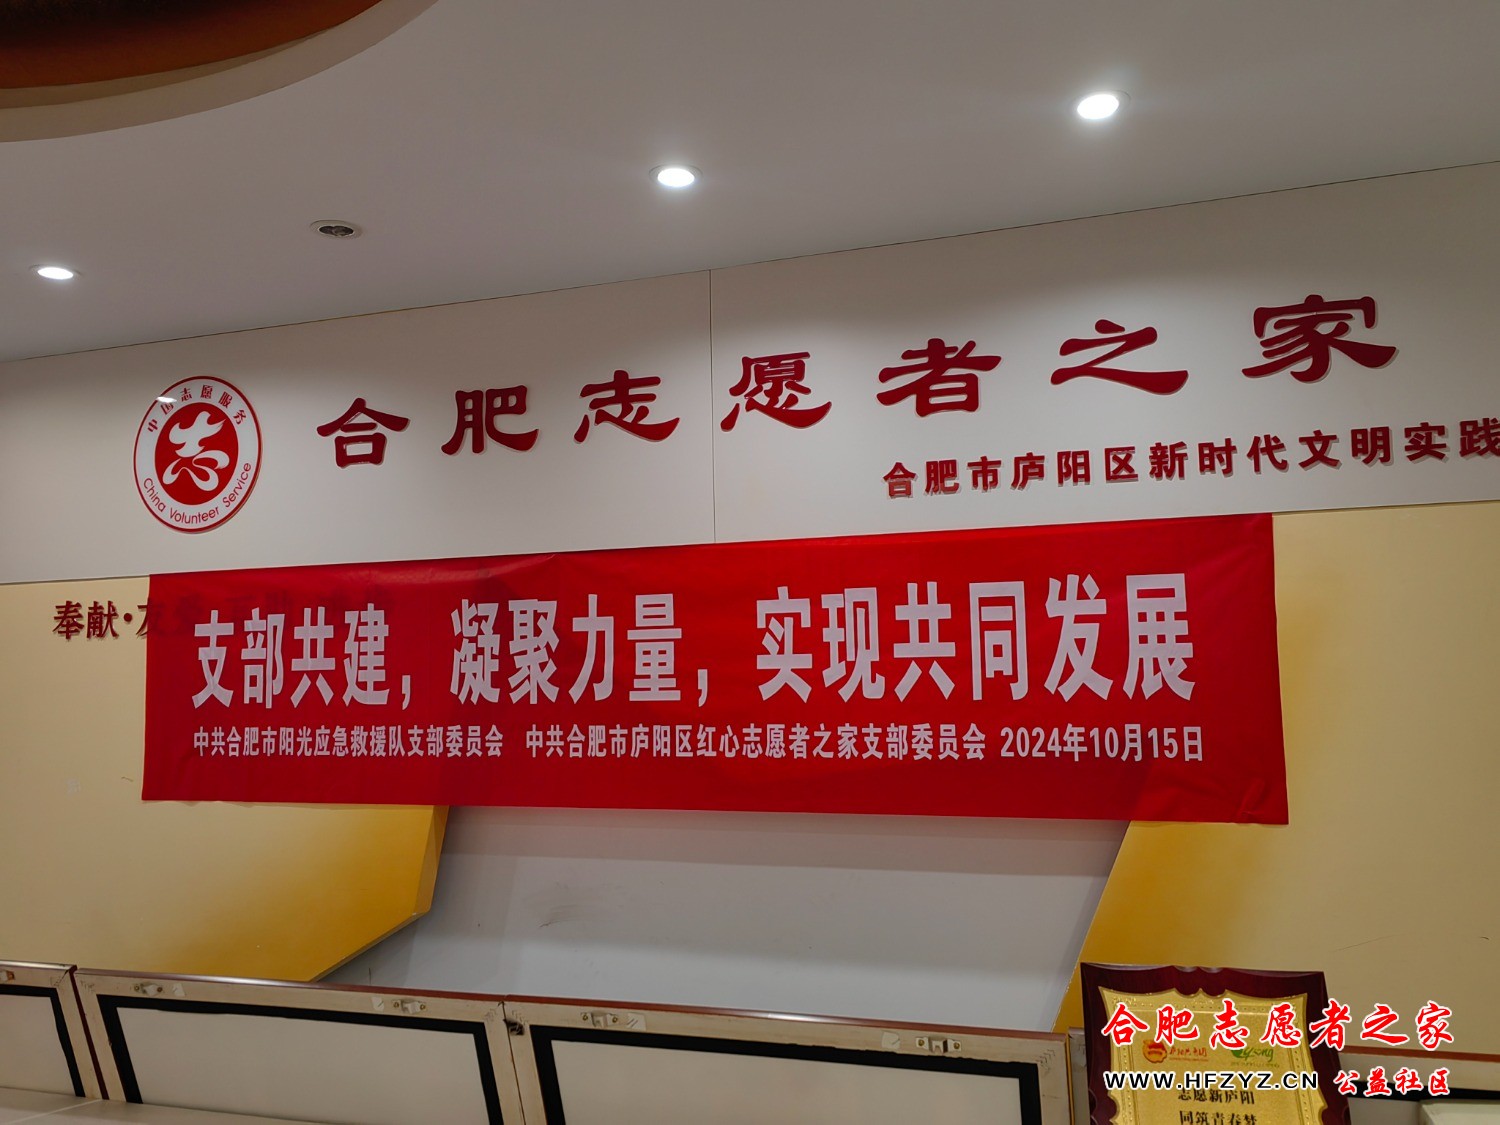 合肥志愿者之家
中国志愿服务
志
China Volunteer Service
合肥市庐阳区新时代文明实践
奉献·友
支部共建，凝聚力量，实现共同发展
中共合肥市阳光应急救援队支部委员会 中共合肥市庐阳区红心志愿者之家支部委员会 2024年10月15日
合肥志愿者之家
WWW.HFZYZ.CN 公益社区
志愿新庐阳
同筑青春梦